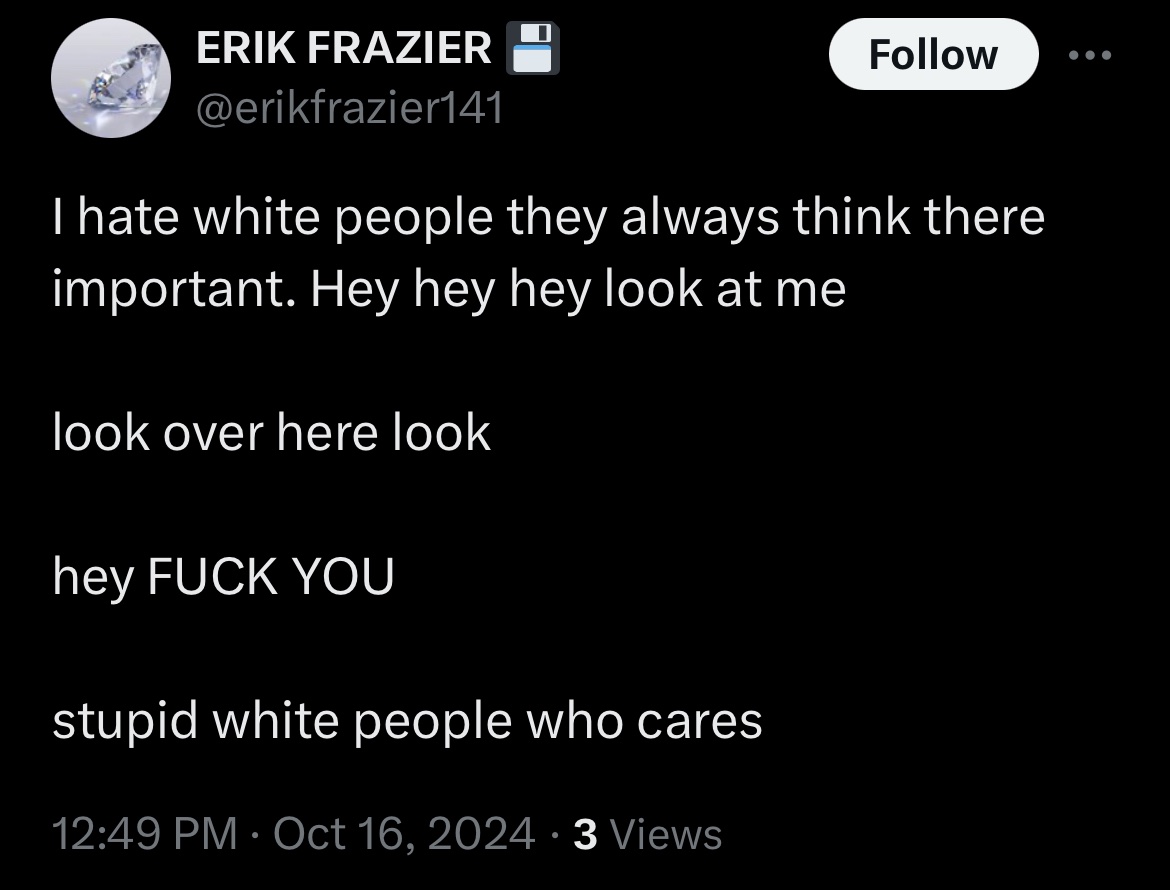 ERIK FRAZIER 💾
Follow
@erikfrazier141
I hate white people they always think there
important. Hey hey hey look at me
look over here look
hey FUCK YOU
stupid white people who cares
12:49 PM · Oct 16, 2024 · 3 Views